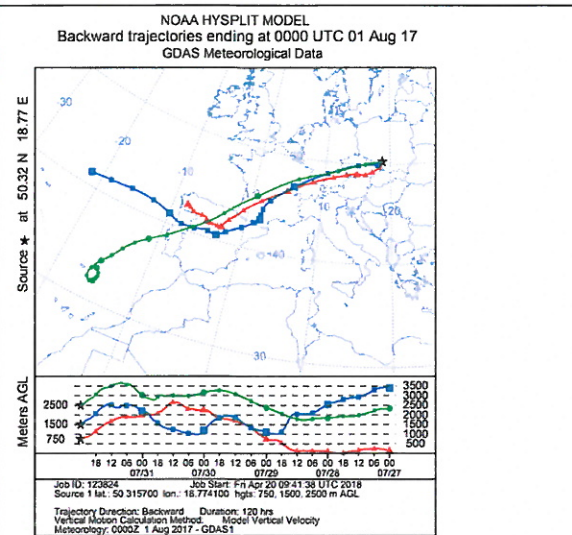 NOAA HYSPLIT MODEL
Backward trajectories ending at 0000 UTC 01 Aug 17
GDAS Meteorological Data
Source ★ at 50.32 N 18.77 E
30
20
10
40
10
20
30
Meters AGL
2500
1500
750
3500
3000
2500
2000
1500
1000
500
18 12 06 00 18 12 06 00 18 12 06 00 18 12 06 00 18 12 06 00
07/31 07/30 07/29 07/28 07/27
Job ID: 123824 Job Start: Fri Apr 20 09:41:38 UTC 2018
Source 1 lat.: 50.315700 lon.: 18.774100 hgts: 750, 1500, 2500 m AGL
Trajectory Direction: Backward Duration: 120 hrs
Vertical Motion Calculation Method: Model Vertical Velocity
Meteorology: 0000Z 1 Aug 2017 - GDAS1